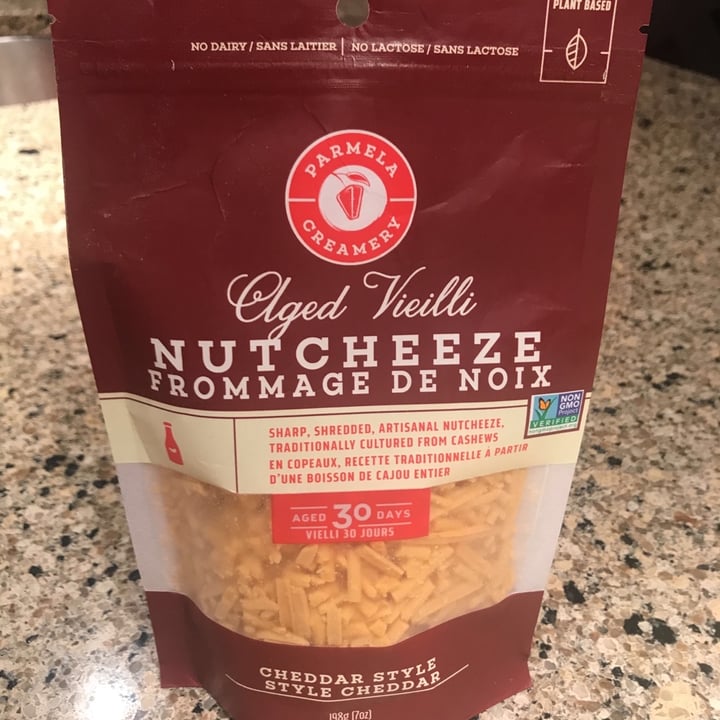 PLANT BASED
NO DAIRY / SANS LAITIER | NO LACTOSE / SANS LACTOSE
PARMELA
CREAMERY
Aged Vieilli
NUTCHEEZE
FROMMAGE DE NOIX
NON
GMO
Project
VERIFIED
nongmoproject.org
SHARP, SHREDDED, ARTISANAL NUTCHEEZE,
TRADITIONALLY CULTURED FROM CASHEWS
EN COPEAUX, RECETTE TRADITIONNELLE À PARTIR
D'UNE BOISSON DE CAJOU ENTIER
AGED 30 DAYS
VIELLI 30 JOURS
CHEDDAR STYLE
STYLE CHEDDAR
198g (7oz)